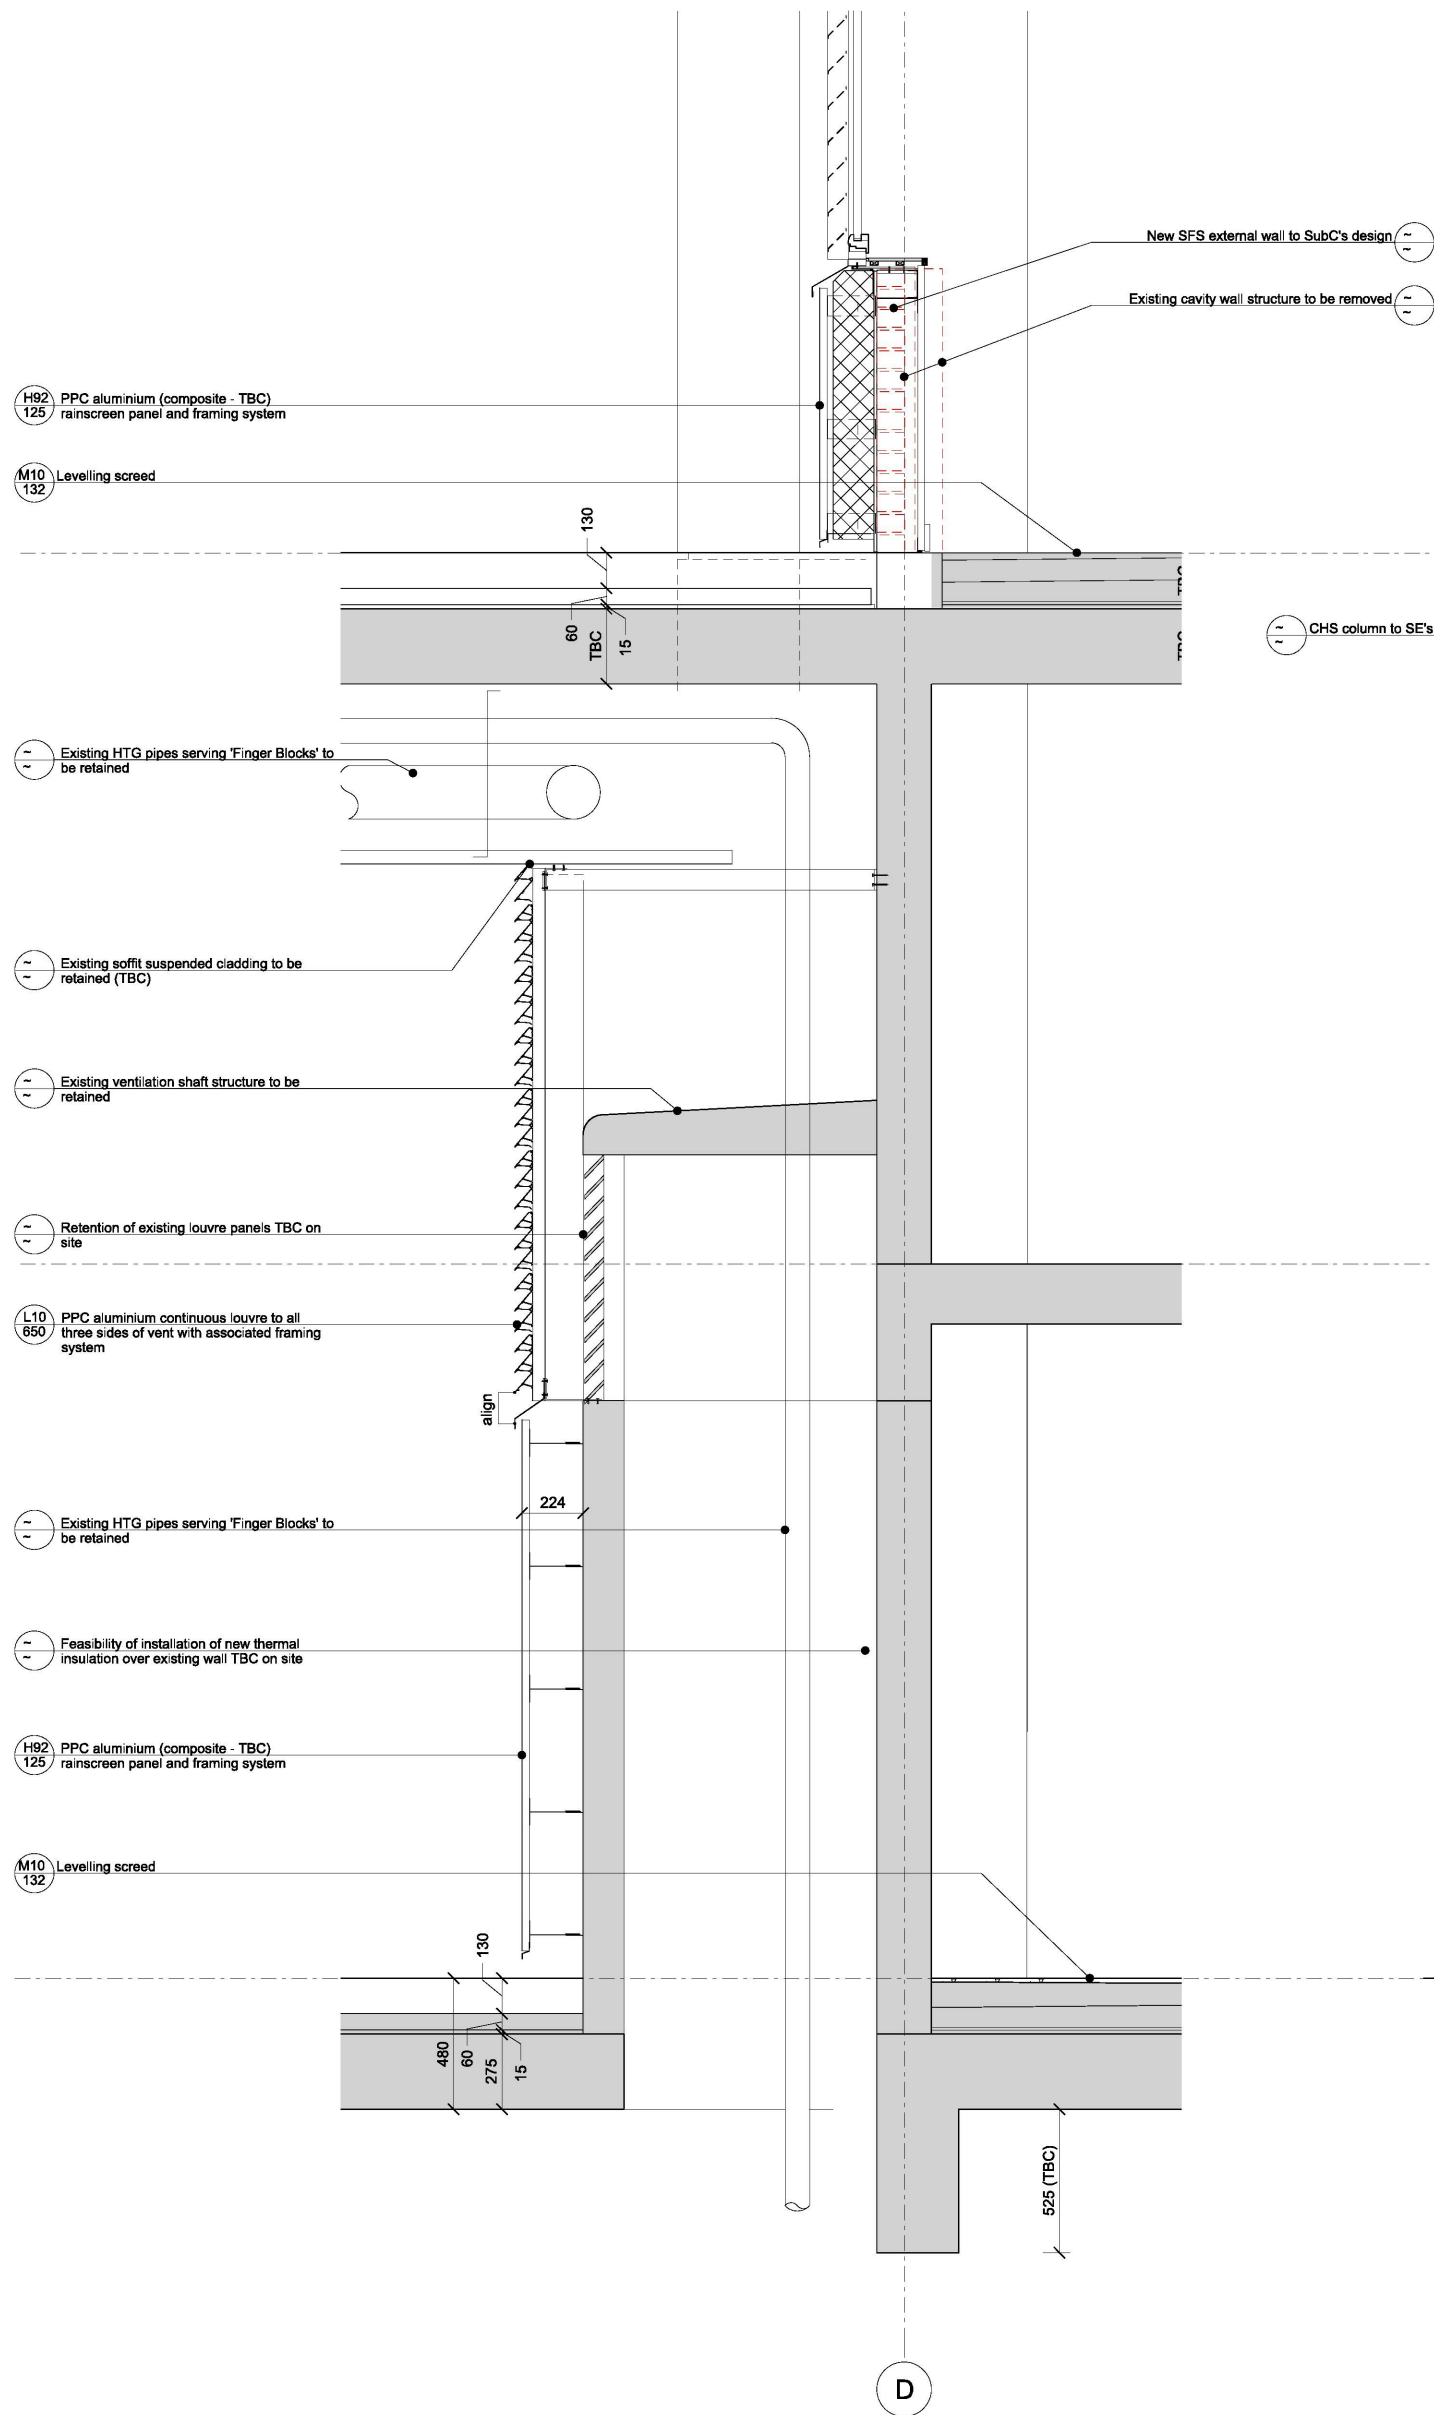 New SFS external wall to SubC's design
~
~
Existing cavity wall structure to be removed
~
~
H92
125
PPC aluminium (composite - TBC)
rainscreen panel and framing system
M10
132
Levelling screed
130
60
TBC
15
TBC
TBC
~
~
CHS column to SE's
~
~
Existing HTG pipes serving 'Finger Blocks' to
be retained
~
~
Existing soffit suspended cladding to be
retained (TBC)
~
~
Existing ventilation shaft structure to be
retained
~
~
Retention of existing louvre panels TBC on
site
L10
650
PPC aluminium continuous louvre to all
three sides of vent with associated framing
system
align
224
~
~
Existing HTG pipes serving 'Finger Blocks' to
be retained
~
~
Feasibility of installation of new thermal
insulation over existing wall TBC on site
H92
125
PPC aluminium (composite - TBC)
rainscreen panel and framing system
M10
132
Levelling screed
130
480
60
275
15
525 (TBC)
D